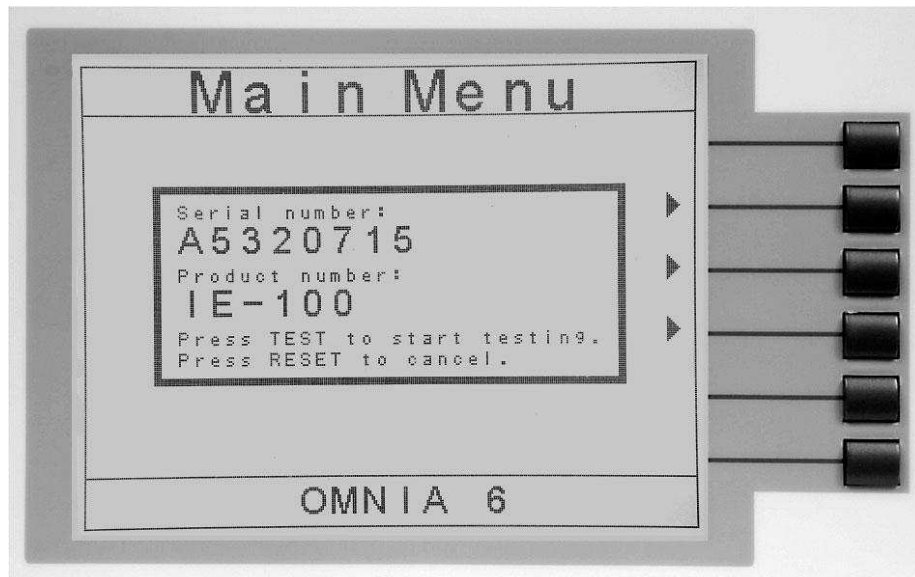 Main Menu
Serial number:
A5320715
Product number:
IE-100
Press TEST to start testing.
Press RESET to cancel.
OMNIA 6